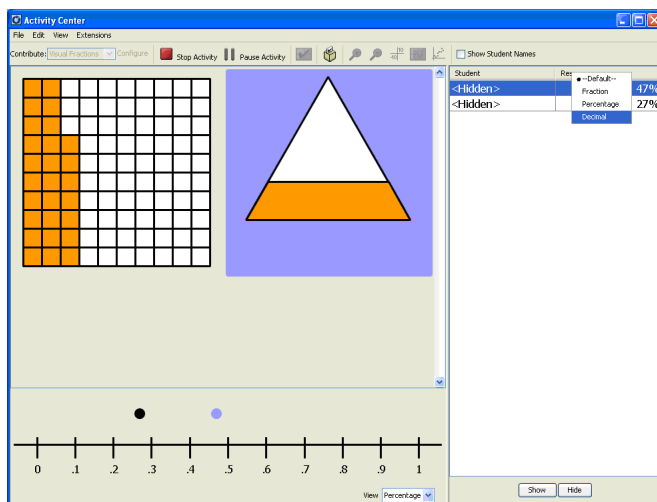 Activity Center
File Edit View Extensions
Contribute: Visual Fractions Configure Stop Activity Pause Activity Show Student Names
Student Res
--Default--
<Hidden> 47%
Fraction
<Hidden> Percentage 27%
Decimal
0 .1 .2 .3 .4 .5 .6 .7 .8 .9 1
View Percentage
Show Hide